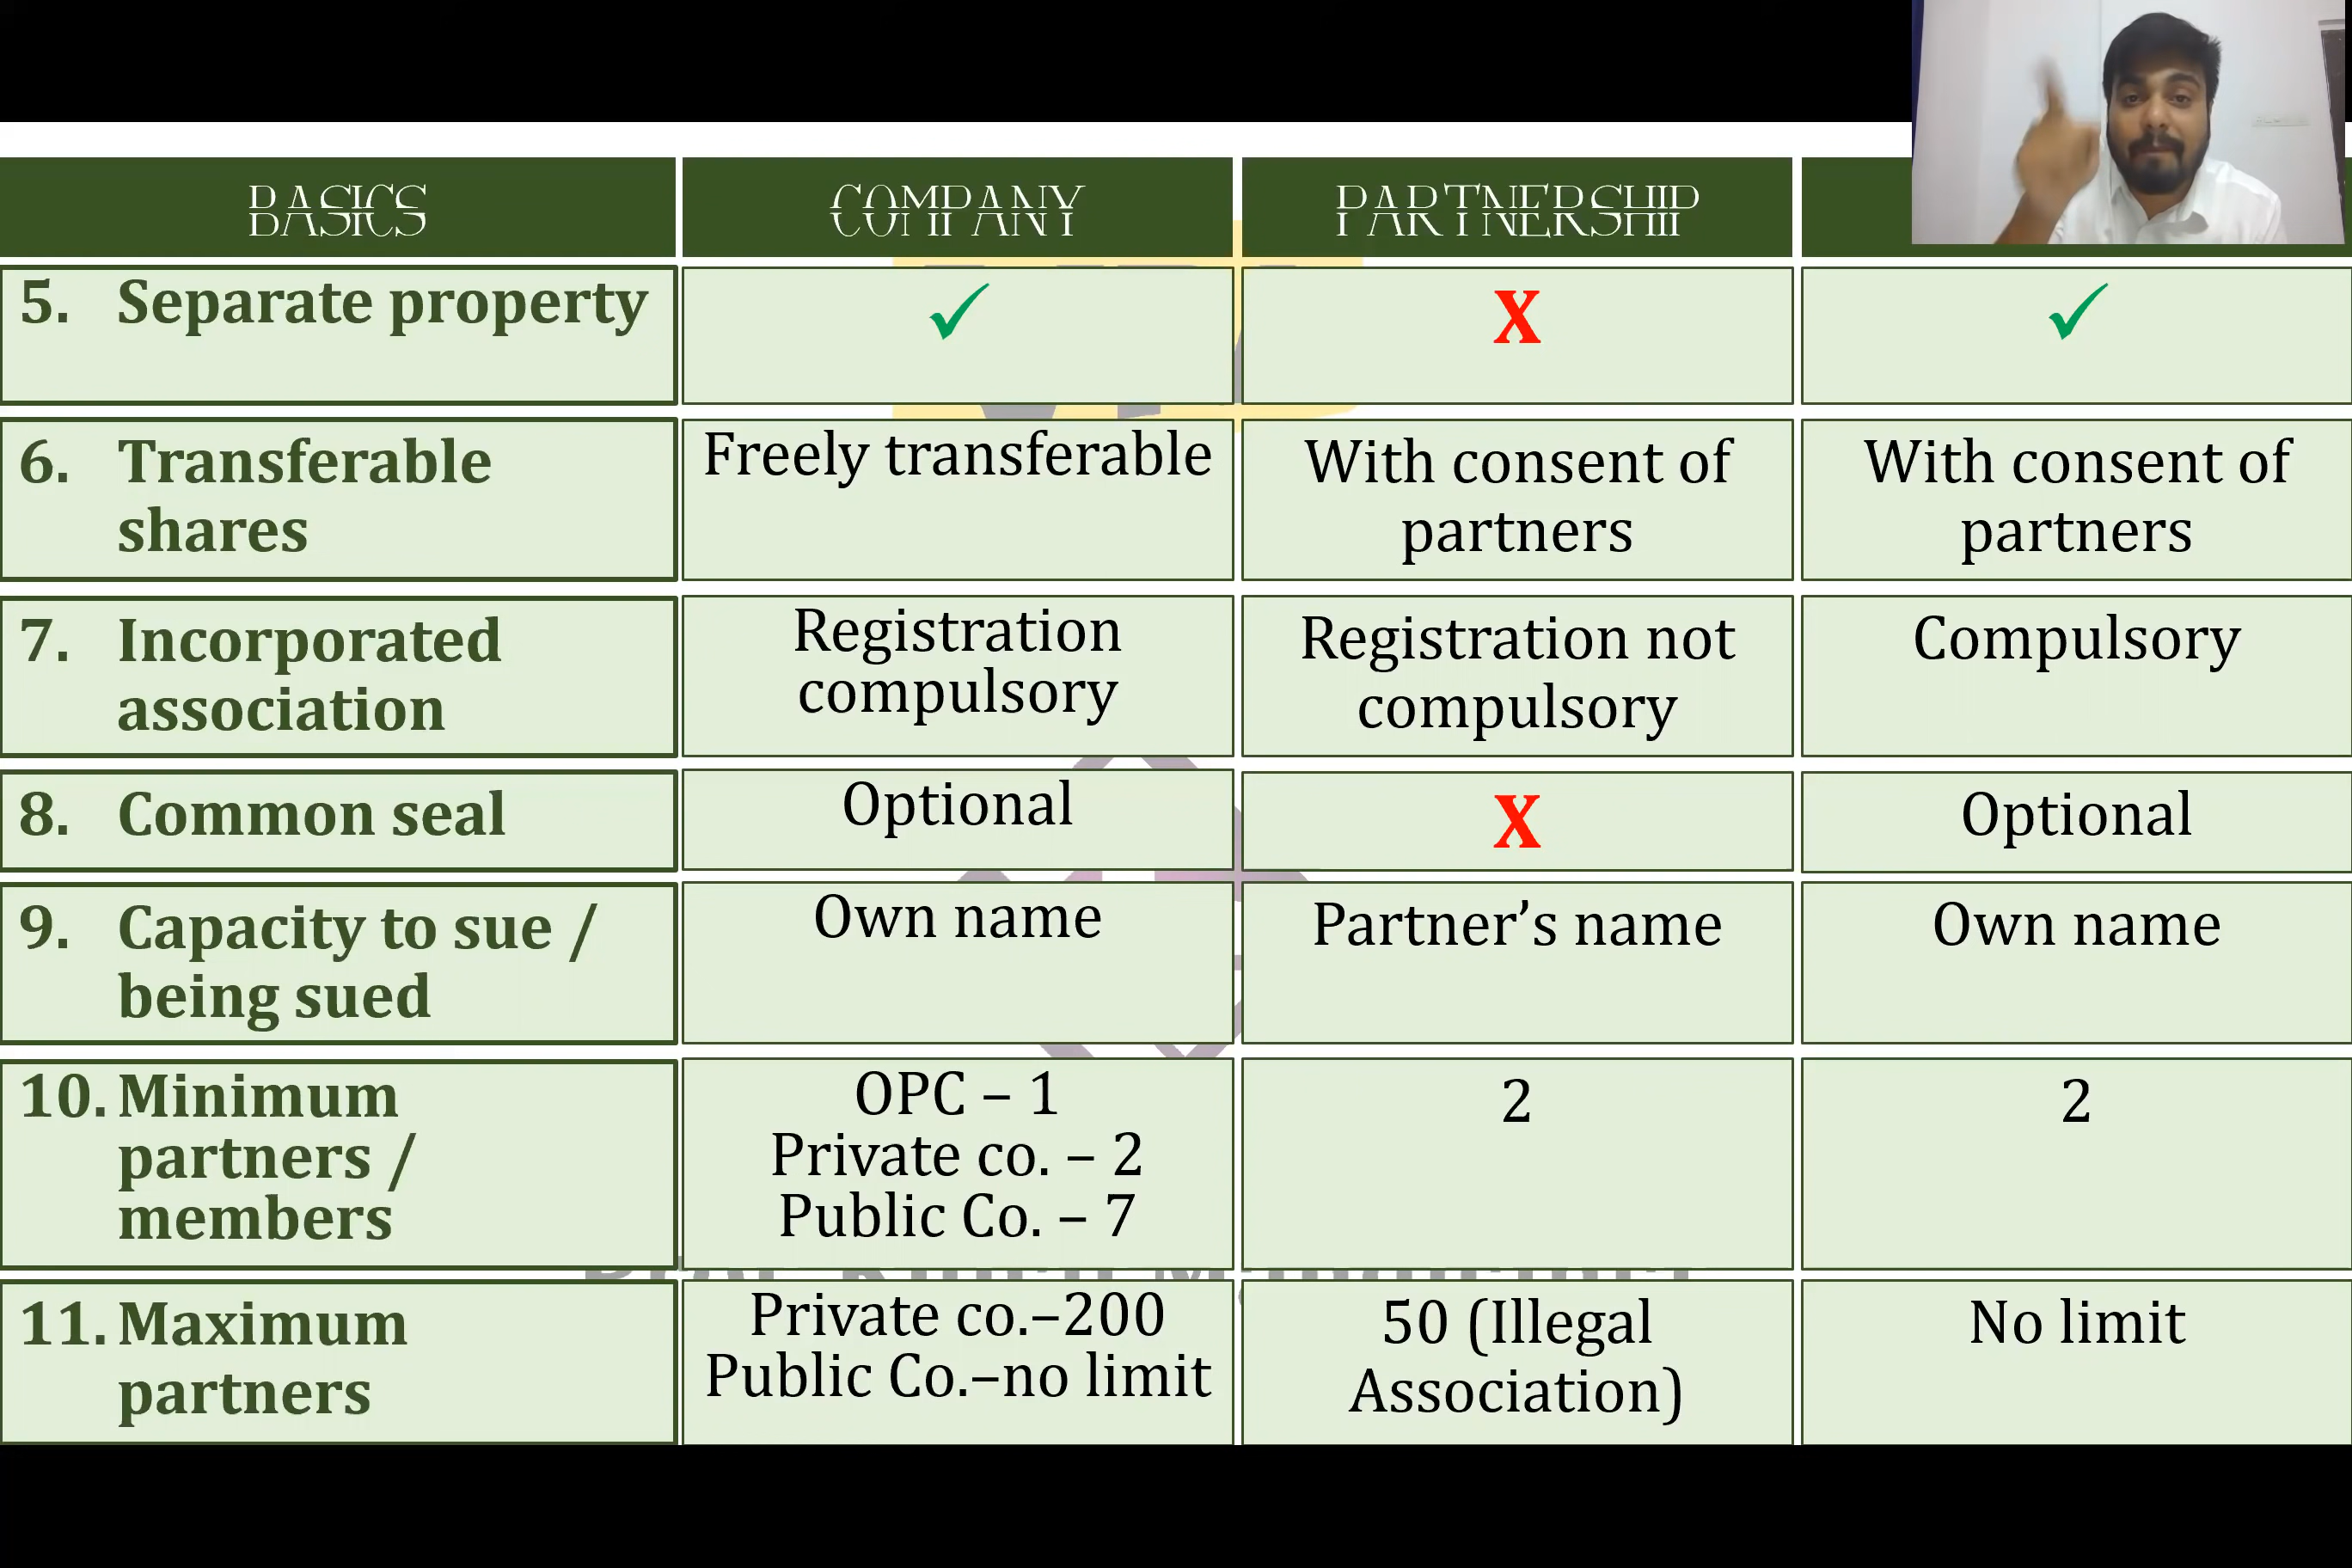 BASICS
COMPANY
PARTNERSHIP
5. Separate property
✓
X
✓
6. Transferable
shares
Freely transferable
With consent of
partners
With consent of
partners
7. Incorporated
association
Registration
compulsory
Registration not
compulsory
Compulsory
8. Common seal
Optional
X
Optional
9. Capacity to sue /
being sued
Own name
Partner’s name
Own name
10. Minimum
partners /
members
OPC – 1
Private co. – 2
Public Co. – 7
2
2
11. Maximum
partners
Private co.–200
Public Co.–no limit
50 (Illegal
Association)
No limit